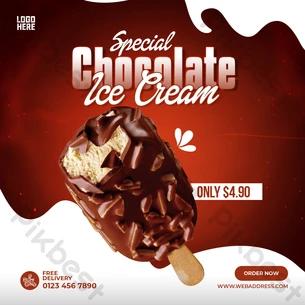 LOGO
HERE
Special
Chocolate
Ice Cream
ONLY $4.90
FREE
DELIVERY
0123 456 7890
ORDER NOW
WWW.WEBADDRESS.COM
pikbest